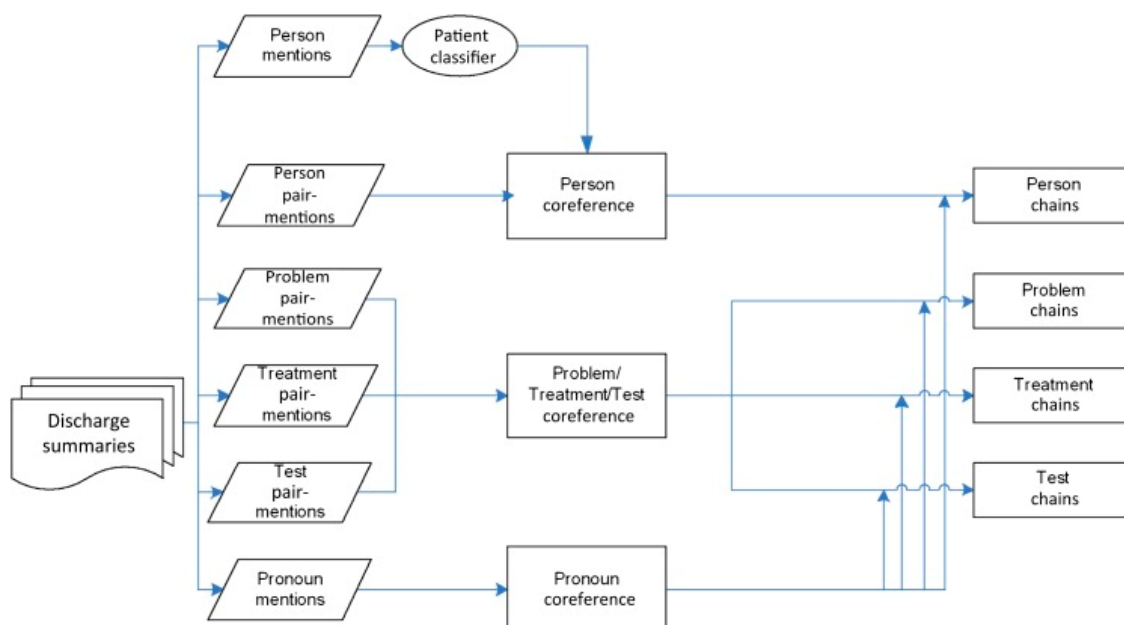 Person
mentions
Patient
classifier
Person
pair-
mentions
Person
coreference
Person
chains
Problem
pair-
mentions
Problem
chains
Discharge
summaries
Treatment
pair-
mentions
Problem/
Treatment/Test
coreference
Treatment
chains
Test
pair-
mentions
Test
chains
Pronoun
mentions
Pronoun
coreference